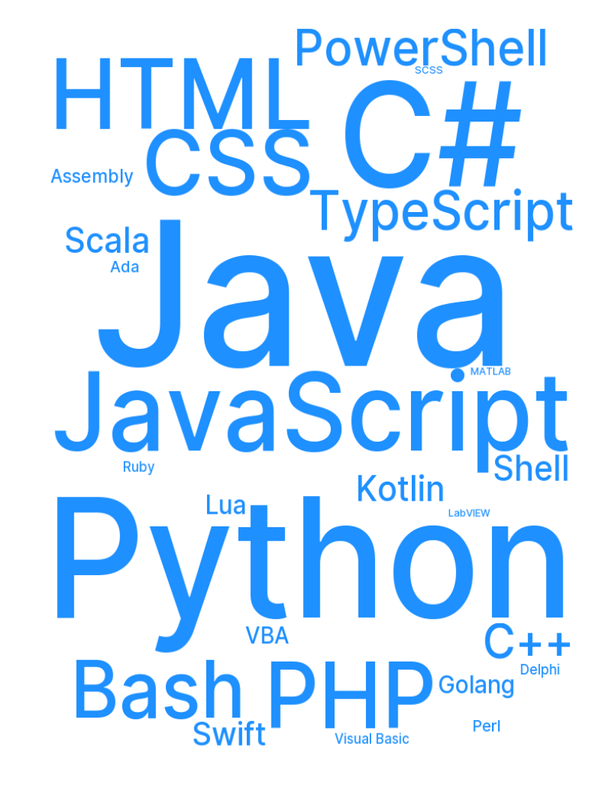 PowerShell
scss
HTML
C#
CSS
Assembly
TypeScript
Scala
Ada
Java
MATLAB
JavaScript
Ruby
Shell
Kotlin
Lua
LabVIEW
Python
VBA
C++
Delphi
Bash
PHP
Golang
Swift
Perl
Visual Basic